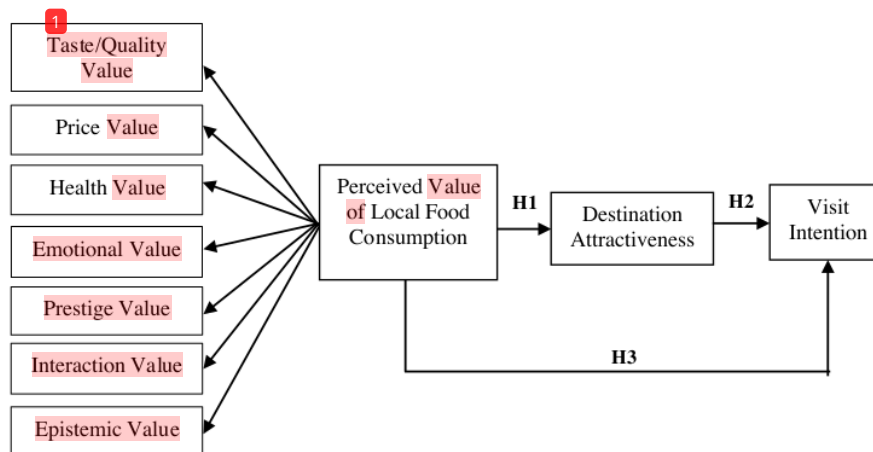 1
Taste/Quality
Value
Price Value
Health Value
Emotional Value
Prestige Value
Interaction Value
Epistemic Value
Perceived Value
of Local Food
Consumption
H1
Destination
Attractiveness
H2
Visit
Intention
H3